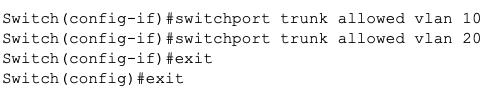 Switch(config-if)#switchport trunk allowed vlan 10
Switch(config-if)#switchport trunk allowed vlan 20
Switch(config-if)#exit
Switch(config)#exit